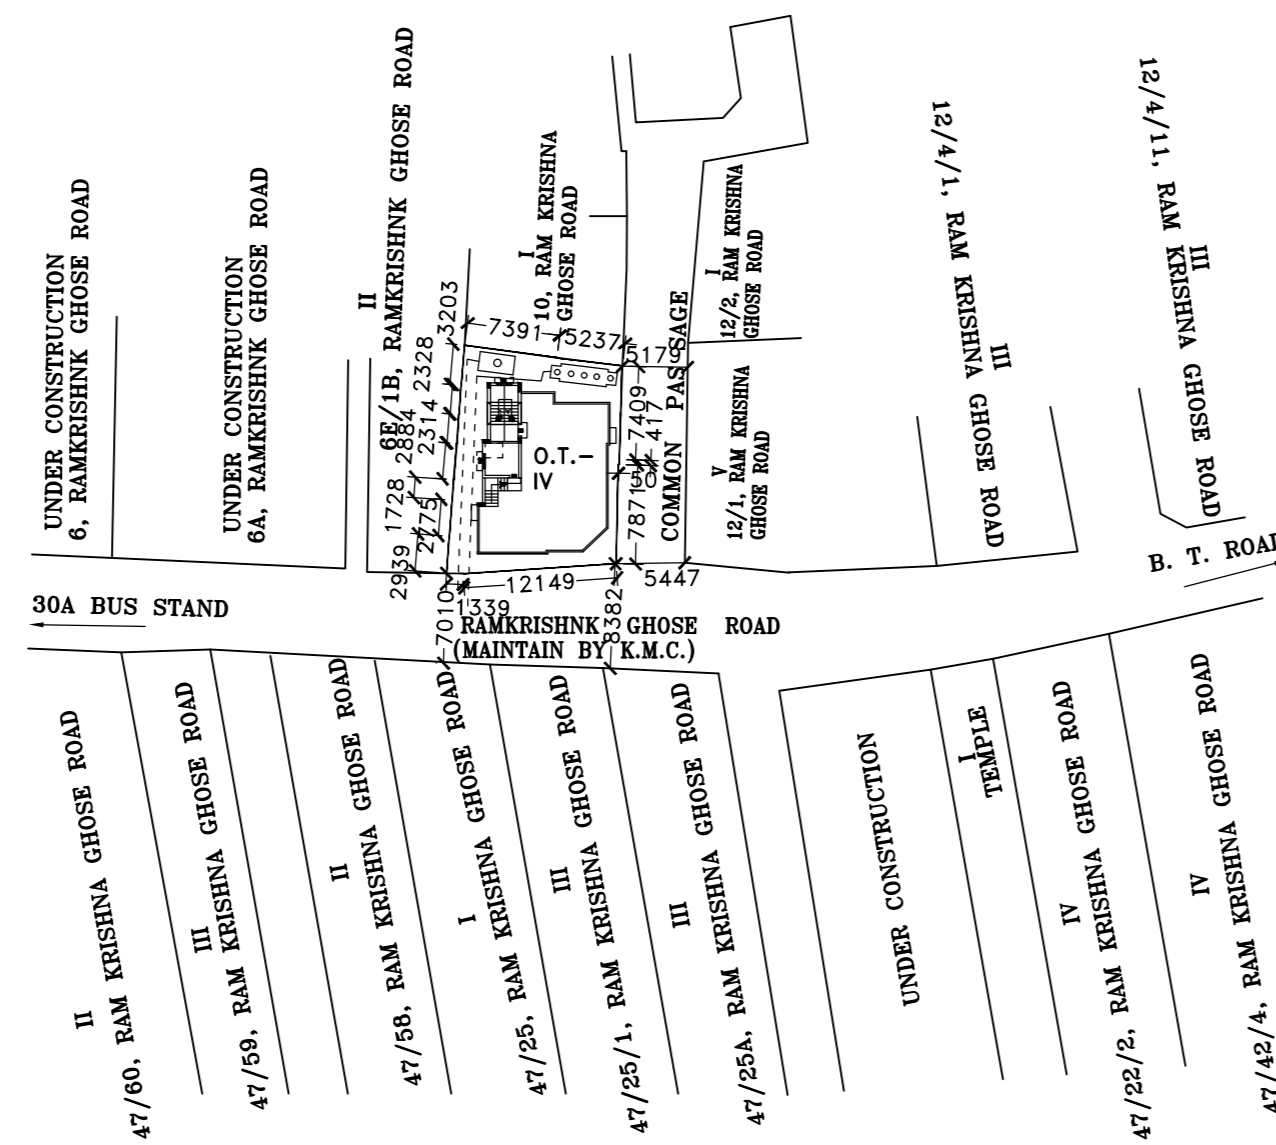 UNDER CONSTRUCTION
6, RAMKRISHNK GHOSE ROAD
UNDER CONSTRUCTION
6A, RAMKRISHNK GHOSE ROAD
II
6E/1B, RAMKRISHNK GHOSE ROAD
I
10, RAM KRISHNA
GHOSE ROAD
I
12/2, RAM KRISHNA
GHOSE ROAD
V
12/1, RAM KRISHNA
GHOSE ROAD
III
12/4/1, RAM KRISHNA GHOSE ROAD
III
12/4/11, RAM KRISHNA GHOSE ROAD
COMMON PASSAGE
3203
7391
5237
5179
2328
2314
2884
1728
2775
2939
7409
417
50
7871
O.T.–
IV
12149
5447
1339
7010
8382
B. T. ROAD
30A BUS STAND
RAMKRISHNK GHOSE ROAD
(MAINTAIN BY K.M.C.)
II
47/60, RAM KRISHNA GHOSE ROAD
III
47/59, RAM KRISHNA GHOSE ROAD
II
47/58, RAM KRISHNA GHOSE ROAD
I
47/25, RAM KRISHNA GHOSE ROAD
III
47/25/1, RAM KRISHNA GHOSE ROAD
III
47/25A, RAM KRISHNA GHOSE ROAD
UNDER CONSTRUCTION
I
TEMPLE
IV
47/22/2, RAM KRISHNA GHOSE ROAD
IV
47/42/4, RAM KRISHNA GHOSE ROAD